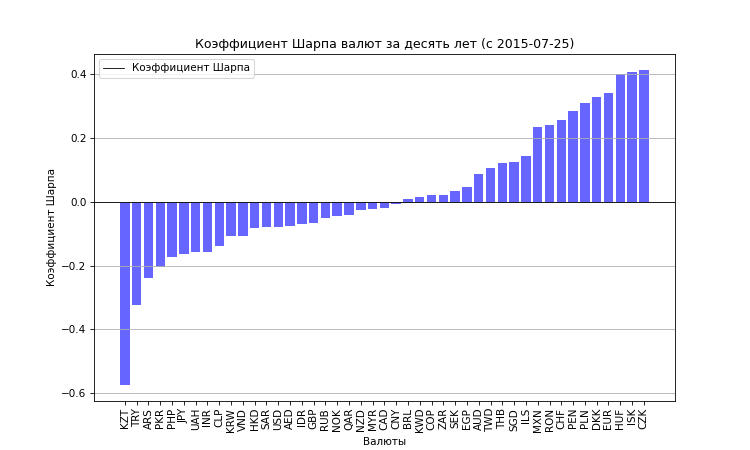 Коэффициент Шарпа валют за десять лет (с 2015-07-25)
Коэффициент Шарпа
Коэффициент Шарпа
0.4
0.2
0.0
−0.2
−0.4
−0.6
KZT
TRY
ARS
PKR
PHP
JPY
UAH
INR
CLP
KRW
VND
HKD
SAR
USD
AED
IDR
GBP
RUB
NOK
QAR
NZD
MYR
CAD
CNY
BRL
KWD
COP
ZAR
SEK
EGP
AUD
TWD
THB
SGD
ILS
MXN
RON
CHF
PEN
PLN
DKK
EUR
HUF
ISK
CZK
Валюты